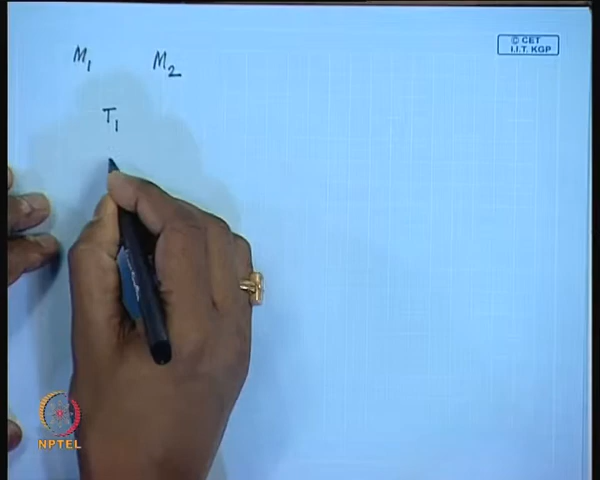 M₁ M₂
© CET
I.I.T. KGP
T₁
NPTEL